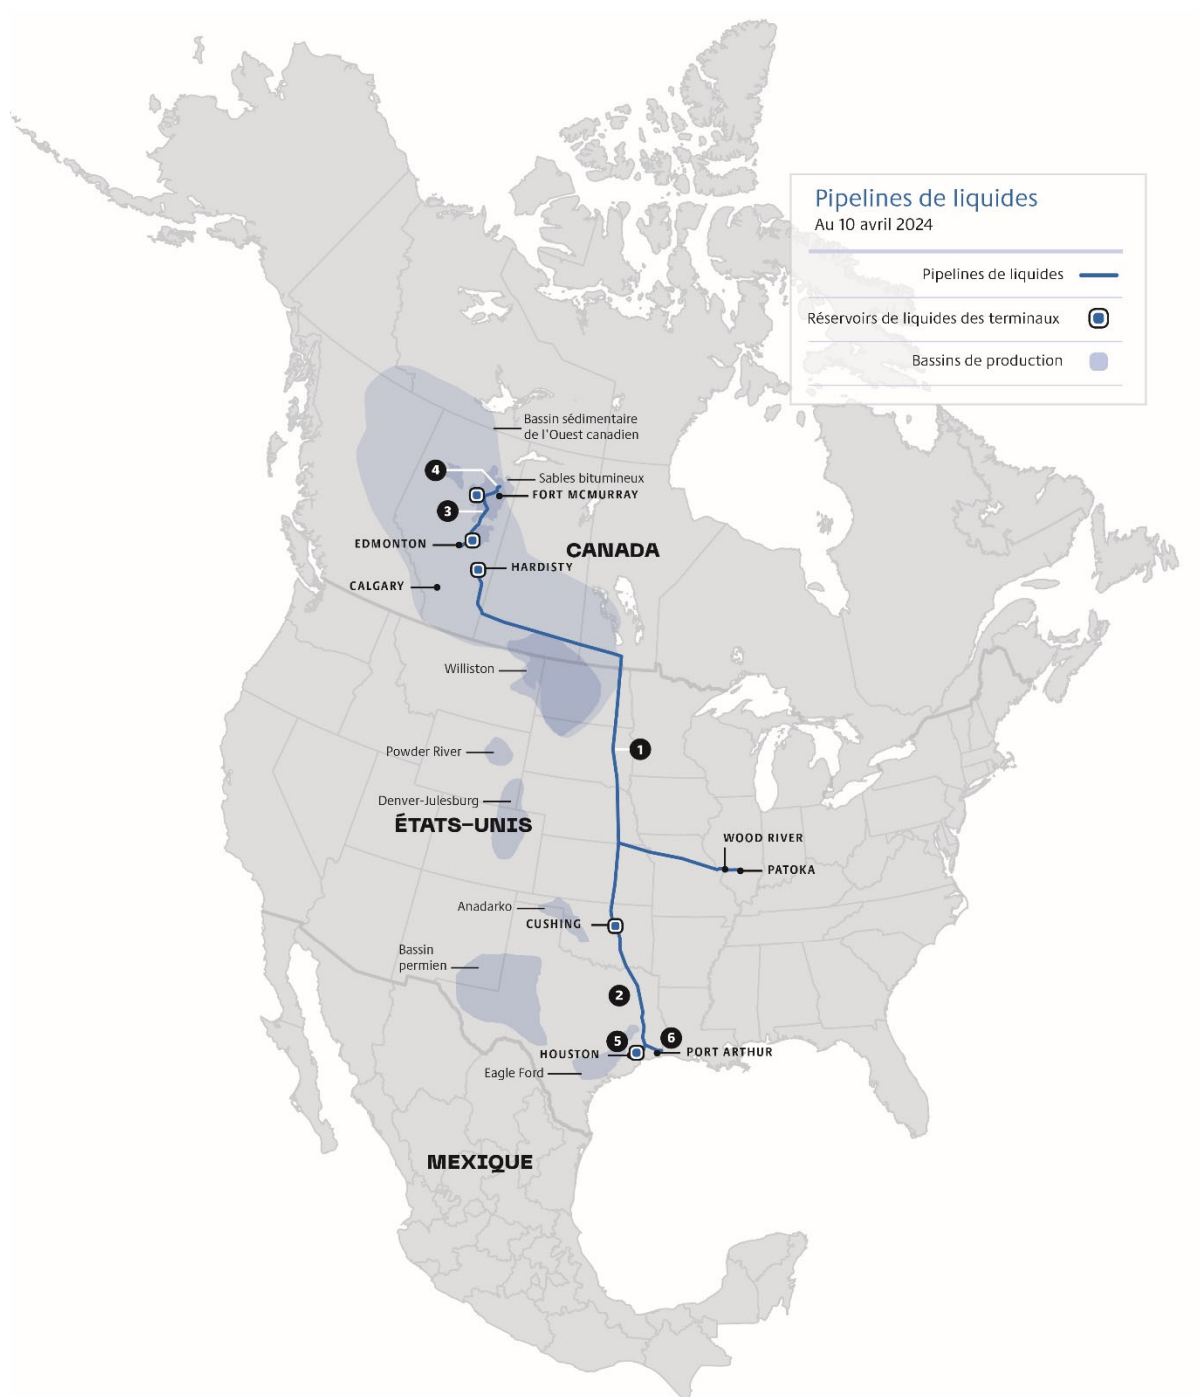 Pipelines de liquides
Au 10 avril 2024
Pipelines de liquides
Réservoirs de liquides des terminaux
Bassins de production
Bassin sédimentaire
de l'Ouest canadien
4
Sables bitumineux
FORT MCMURRAY
3
EDMONTON
CANADA
HARDISTY
CALGARY
Williston
1
Powder River
Denver-Julesburg
ÉTATS-UNIS
WOOD RIVER
PATOKA
Anadarko
CUSHING
Bassin
permien
2
5
6
HOUSTON
PORT ARTHUR
Eagle Ford
MEXIQUE